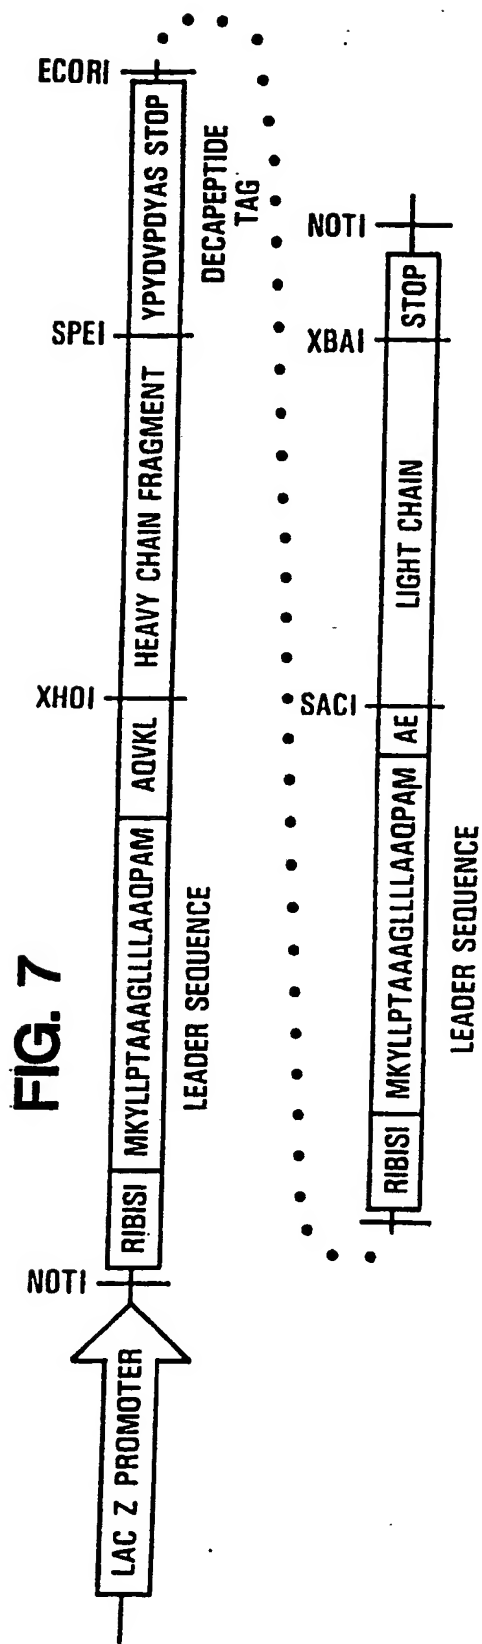 FIG. 7
LAC Z PROMOTER
NOTI
RIBISI
MKYLLPTAAAGLLLLAAQPAM
LEADER SEQUENCE
AQVKL
XHOI
HEAVY CHAIN FRAGMENT
SPEI
YPYDVPDYAS STOP
DECAPEPTIDE
TAG
ECORI
RIBISI
MKYLLPTAAAGLLLLAAQPAM
LEADER SEQUENCE
AE
SACI
LIGHT CHAIN
XBAI
STOP
NOTI